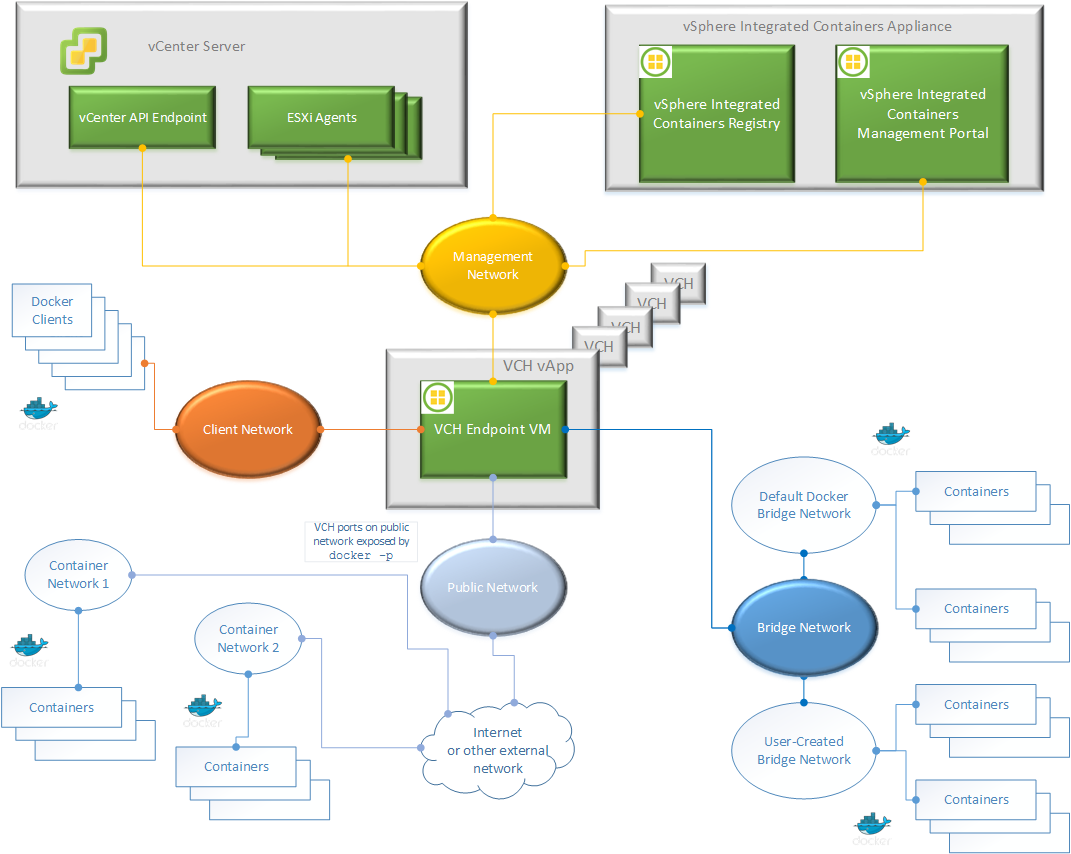 vCenter Server
vCenter API Endpoint
ESXi Agents
vSphere Integrated Containers Appliance
vSphere Integrated
Containers Registry
vSphere Integrated
Containers
Management Portal
Management
Network
VCH
VCH
VCH
VCH
Docker
Clients
docker
Client Network
VCH vApp
VCH Endpoint VM
VCH ports on public
network exposed by
docker -p
Public Network
docker
Default Docker
Bridge Network
Containers
Containers
Bridge Network
User-Created
Bridge Network
Containers
Containers
docker
Container
Network 1
docker
Containers
Container
Network 2
docker
Containers
Internet
or other external
network